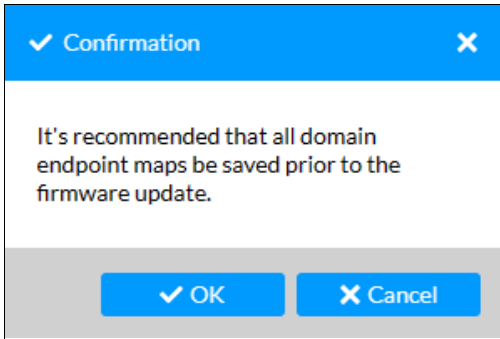 Confirmation
It's recommended that all domain
endpoint maps be saved prior to the
firmware update.
OK
Cancel